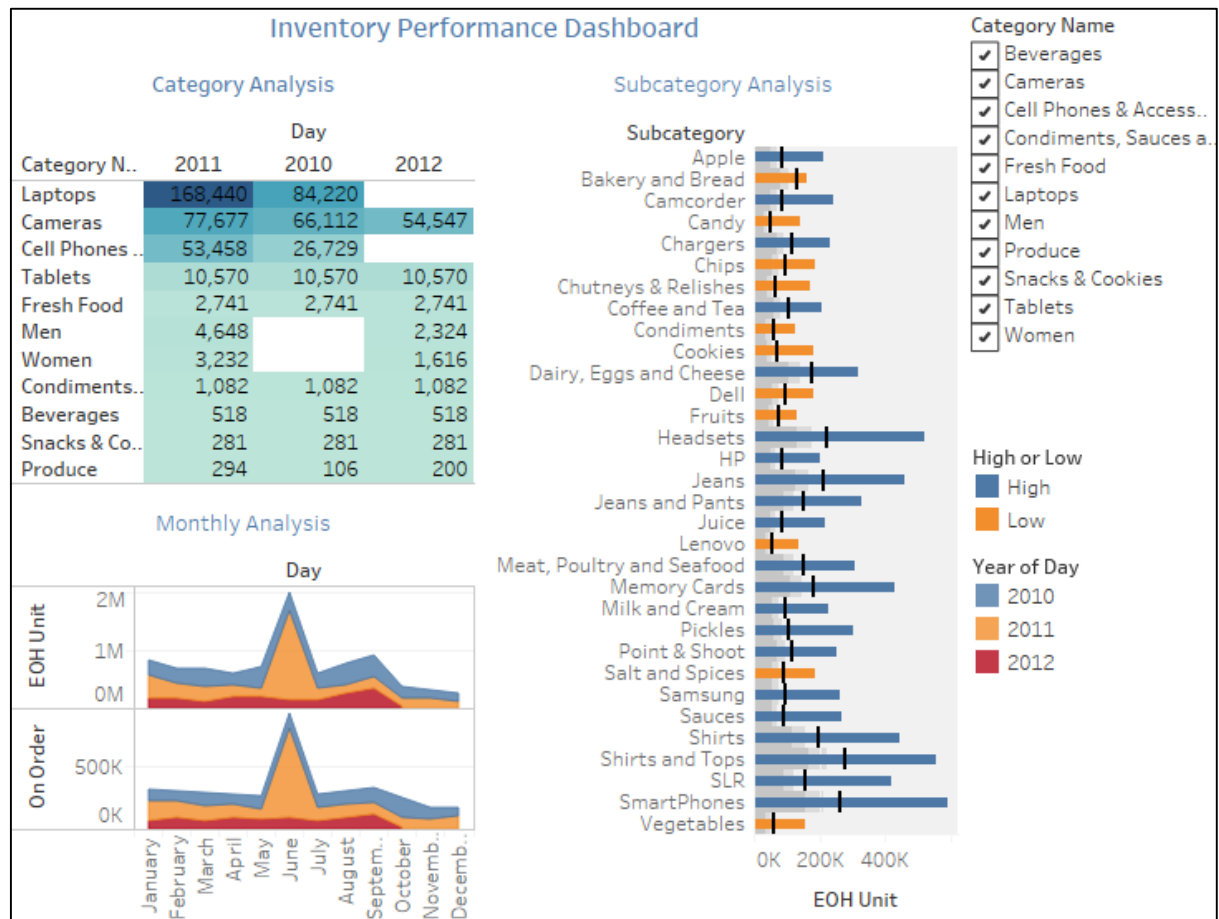 Inventory Performance Dashboard
Category Analysis
Day
Category N.. 2011 2010 2012
Laptops 168,440 84,220
Cameras 77,677 66,112 54,547
Cell Phones .. 53,458 26,729
Tablets 10,570 10,570 10,570
Fresh Food 2,741 2,741 2,741
Men 4,648 2,324
Women 3,232 1,616
Condiments.. 1,082 1,082 1,082
Beverages 518 518 518
Snacks & Co.. 281 281 281
Produce 294 106 200
Monthly Analysis
Day
EOH Unit
2M
1M
0M
On Order
500K
0K
January
February
March
April
May
June
July
August
Septem..
October
Novemb..
Decemb..
Subcategory Analysis
Subcategory
Apple
Bakery and Bread
Camcorder
Candy
Chargers
Chips
Chutneys & Relishes
Coffee and Tea
Condiments
Cookies
Dairy, Eggs and Cheese
Dell
Fruits
Headsets
HP
Jeans
Jeans and Pants
Juice
Lenovo
Meat, Poultry and Seafood
Memory Cards
Milk and Cream
Pickles
Point & Shoot
Salt and Spices
Samsung
Sauces
Shirts
Shirts and Tops
SLR
SmartPhones
Vegetables
0K 200K 400K
EOH Unit
Category Name
Beverages
Cameras
Cell Phones & Access..
Condiments, Sauces a..
Fresh Food
Laptops
Men
Produce
Snacks & Cookies
Tablets
Women
High or Low
High
Low
Year of Day
2010
2011
2012